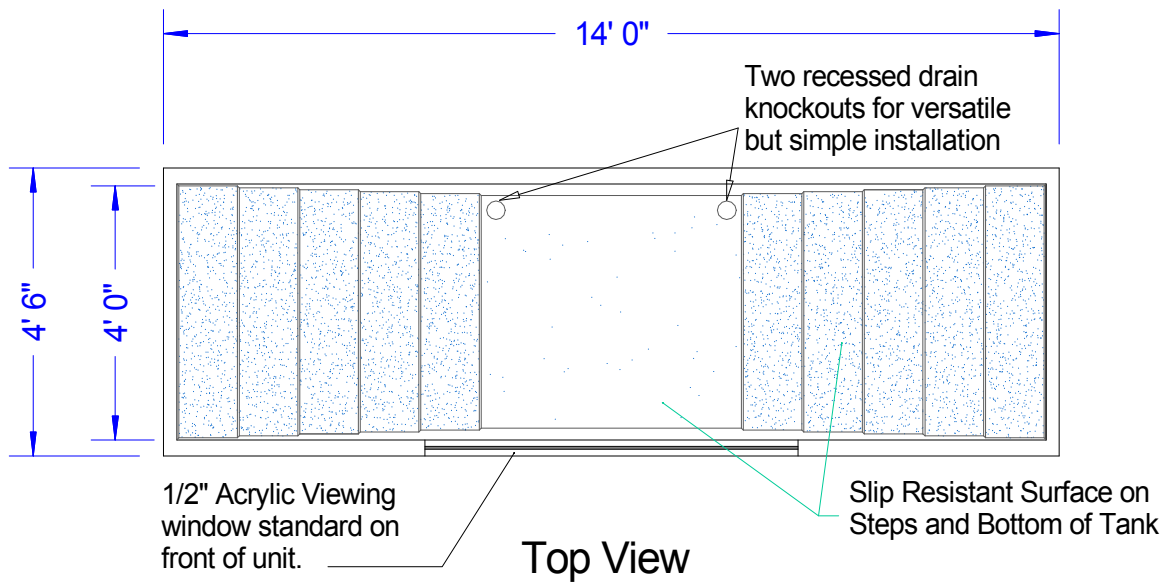 14' 0"
Two recessed drain
knockouts for versatile
but simple installation
4' 6"
4' 0"
1/2" Acrylic Viewing
window standard on
front of unit.
Slip Resistant Surface on
Steps and Bottom of Tank
Top View